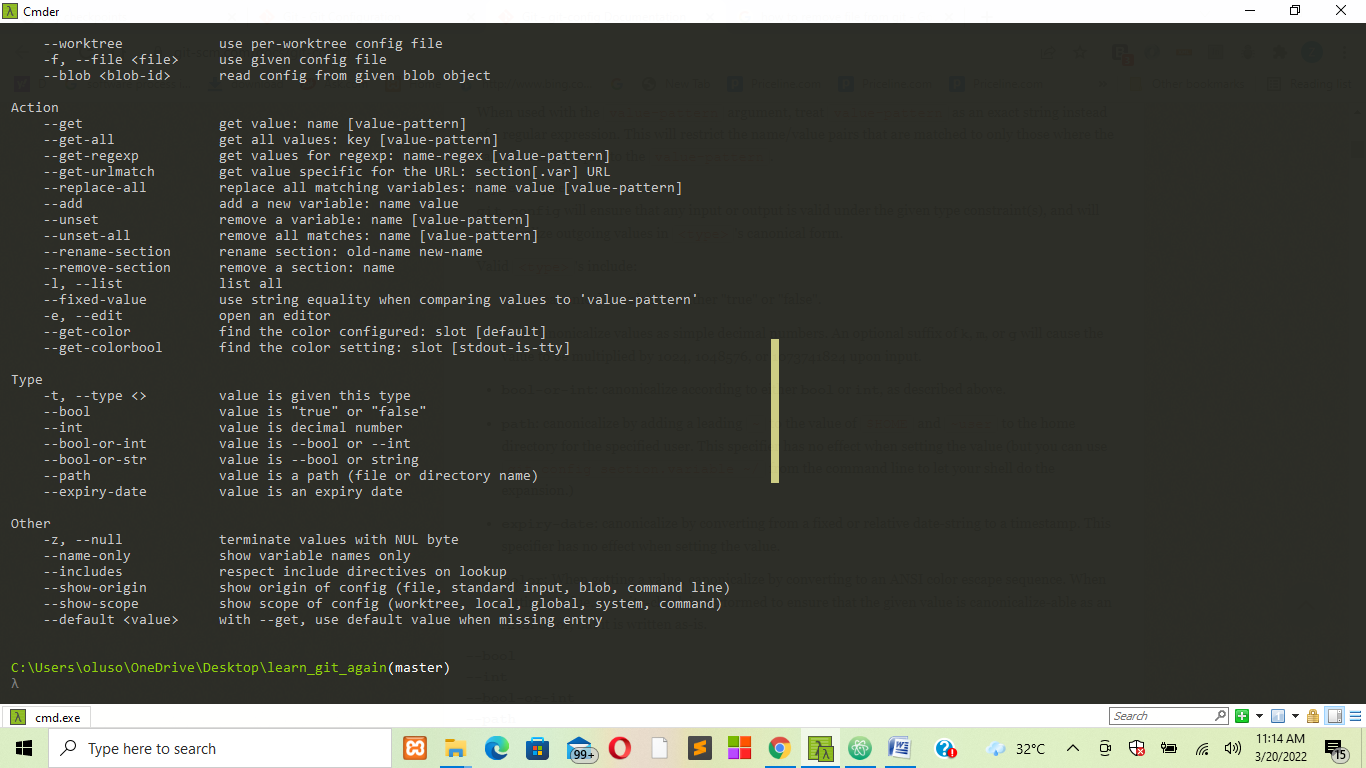 Cmder
--worktree use per-worktree config file
-f, --file <file> use given config file
--blob <blob-id> read config from given blob object
Action
--get get value: name [value-pattern]
--get-all get all values: key [value-pattern]
--get-regexp get values for regexp: name-regex [value-pattern]
--get-urlmatch get value specific for the URL: section[.var] URL
--replace-all replace all matching variables: name value [value-pattern]
--add add a new variable: name value
--unset remove a variable: name [value-pattern]
--unset-all remove all matches: name [value-pattern]
--rename-section rename section: old-name new-name
--remove-section remove a section: name
-l, --list list all
--fixed-value use string equality when comparing values to 'value-pattern'
-e, --edit open an editor
--get-color find the color configured: slot [default]
--get-colorbool find the color setting: slot [stdout-is-tty]
Type
-t, --type <> value is given this type
--bool value is "true" or "false"
--int value is decimal number
--bool-or-int value is --bool or --int
--bool-or-str value is --bool or string
--path value is a path (file or directory name)
--expiry-date value is an expiry date
Other
-z, --null terminate values with NUL byte
--name-only show variable names only
--includes respect include directives on lookup
--show-origin show origin of config (file, standard input, blob, command line)
--show-scope show scope of config (worktree, local, global, system, command)
--default <value> with --get, use default value when missing entry
C:\Users\oluso\OneDrive\Desktop\learn_git_again(master)
λ
cmd.exe
Search
Type here to search
99+
32°C
11:14 AM
3/20/2022
15